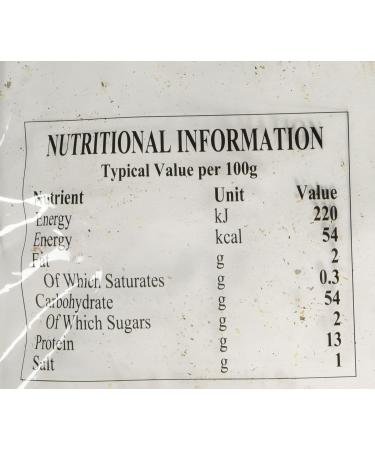 NUTRITIONAL INFORMATION
Typical Value per 100g
Nutrient Unit Value
Energy kJ 220
Energy kcal 54
Fat g 2
Of Which Saturates g 0.3
Carbohydrate g 54
Of Which Sugars g 2
Protein g 13
Salt g 1